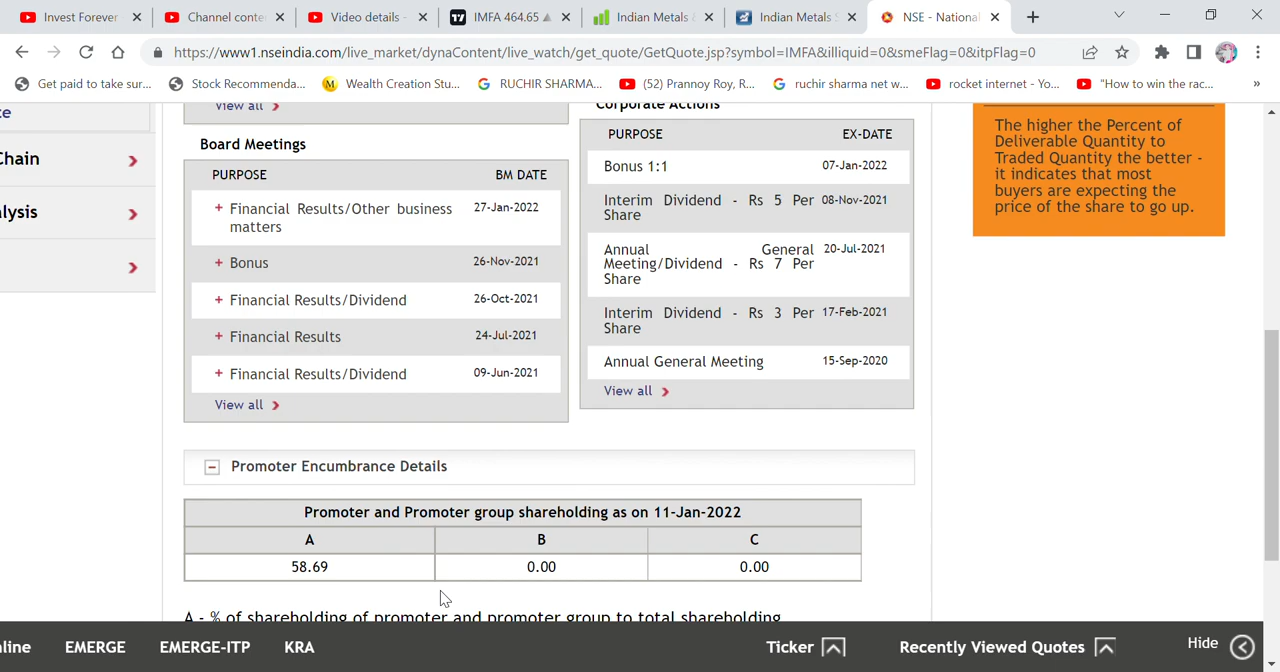 Invest Forever
Channel conte
Video details -
IMFA 464.65
Indian Metals &
Indian Metals S
NSE - Nationa
https://www1.nseindia.com/live_market/dynaContent/live_watch/get_quote/GetQuote.jsp?symbol=IMFA&illiquid=0&smeFlag=0&itpFlag=0
Get paid to take sur...
Stock Recommenda...
Wealth Creation Stu...
RUCHIR SHARMA...
(52) Prannoy Roy, R...
ruchir sharma net w...
rocket internet - Yo...
"How to win the rac...
»
Chain
lysis
View all
Board Meetings
PURPOSE BM DATE
+ Financial Results/Other business 27-Jan-2022
matters
+ Bonus 26-Nov-2021
+ Financial Results/Dividend 26-Oct-2021
+ Financial Results 24-Jul-2021
+ Financial Results/Dividend 09-Jun-2021
View all
Corporate Actions
PURPOSE EX-DATE
Bonus 1:1 07-Jan-2022
Interim Dividend - Rs 5 Per 08-Nov-2021
Share
Annual General 20-Jul-2021
Meeting/Dividend - Rs 7 Per
Share
Interim Dividend - Rs 3 Per 17-Feb-2021
Share
Annual General Meeting 15-Sep-2020
View all
The higher the Percent of
Deliverable Quantity to
Traded Quantity the better -
it indicates that most
buyers are expecting the
price of the share to go up.
Promoter Encumbrance Details
Promoter and Promoter group shareholding as on 11-Jan-2022
A B C
58.69 0.00 0.00
A - % of shareholding of promoter and promoter group to total shareholding
line
EMERGE
EMERGE-ITP
KRA
Ticker
Recently Viewed Quotes
Hide